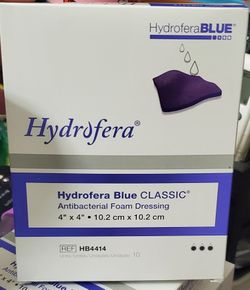 HydroferaBLUE®
Hydrofera®
Hydrofera Blue CLASSIC®
Antibacterial Foam Dressing
4" x 4" • 10.2 cm x 10.2 cm
REF HB4414
10